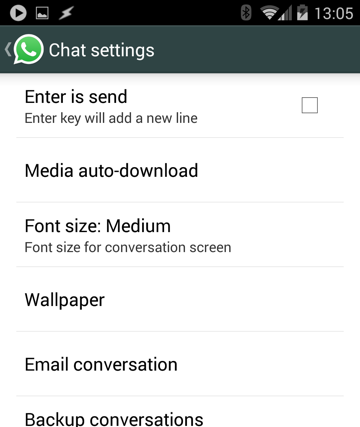 13:05
Chat settings
Enter is send
Enter key will add a new line
Media auto-download
Font size: Medium
Font size for conversation screen
Wallpaper
Email conversation
Backup conversations